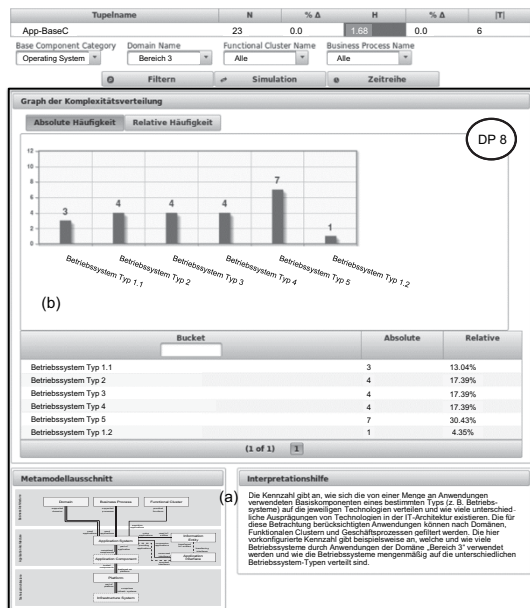 Tupelname N % Δ H % Δ |T|
App-BaseC 23 0.0 1.68 0.0 6
Base Component Category Domain Name Functional Cluster Name Business Process Name
Operating System Bereich 3 Alle Alle
Filtern Simulation Zeitreihe
Graph der Komplexitätsverteilung
Absolute Häufigkeit Relative Häufigkeit
DP 8
12
10
8
6
4
2
0
3 4 4 4 7 1
Betriebssystem Typ 1.1 Betriebssystem Typ 2 Betriebssystem Typ 3 Betriebssystem Typ 4 Betriebssystem Typ 5 Betriebssystem Typ 1.2
(b)
Bucket Absolute Relative
Betriebssystem Typ 1.1 3 13.04%
Betriebssystem Typ 2 4 17.39%
Betriebssystem Typ 3 4 17.39%
Betriebssystem Typ 4 4 17.39%
Betriebssystem Typ 5 7 30.43%
Betriebssystem Typ 1.2 1 4.35%
(1 of 1) 1
Metamodellausschnitt
(a)
Domain Business Process Functional Cluster
Application System
Information Entity
Application Component
Application Interface
Platform
Infrastructure System
Interpretationshilfe
Die Kennzahl gibt an, wie sich die von einer Menge an Anwendungen
verwendeten Basiskomponenten eines bestimmten Typs (z. B. Betriebs-
systeme) auf die jeweiligen Technologien verteilen und wie viele unterschied-
liche Ausprägungen von Technologien in der IT-Architektur existieren. Die für
diese Betrachtung berücksichtigten Anwendungen können nach Domänen,
Funktionalen Clustern und Geschäftsprozessen gefiltert werden. Die hier
vorkonfigurierte Kennzahl gibt beispielsweise an, welche und wie viele
Betriebssysteme durch Anwendungen der Domäne „Bereich 3“ verwendet
werden und wie die Betriebssysteme mengenmäßig auf die unterschiedlichen
Betriebssystem-Typen verteilt sind.